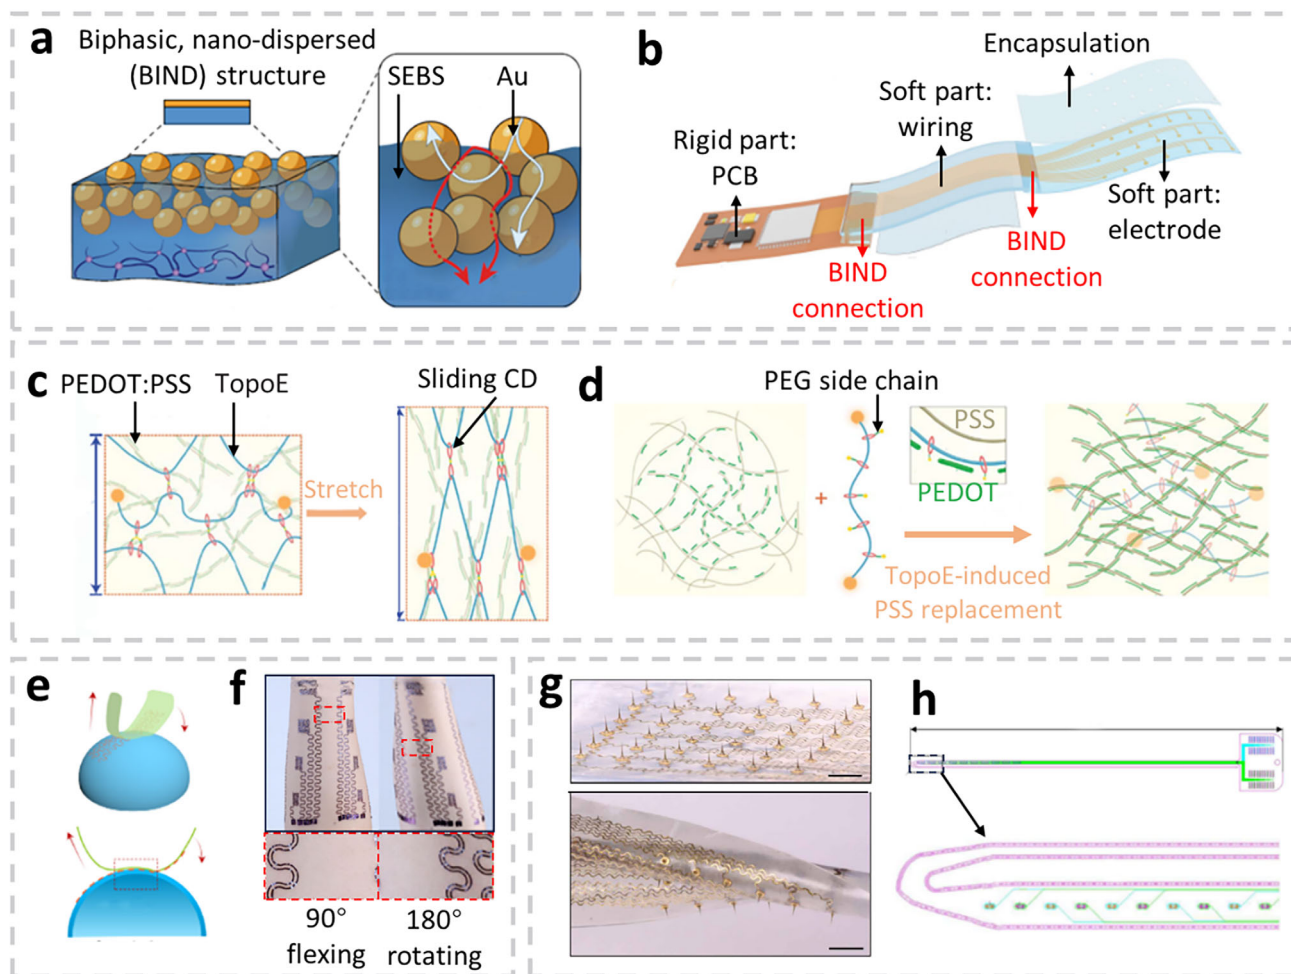 a
Biphasic, nano-dispersed
(BIND) structure
SEBS
Au
b
Encapsulation
Soft part:
wiring
Rigid part:
PCB
Soft part:
electrode
BIND
connection
BIND
connection
c
PEDOT:PSS
TopoE
Stretch
Sliding CD
d
PEG side chain
+
PSS
PEDOT
TopoE-induced
PSS replacement
e
f
90°
flexing
180°
rotating
g
h